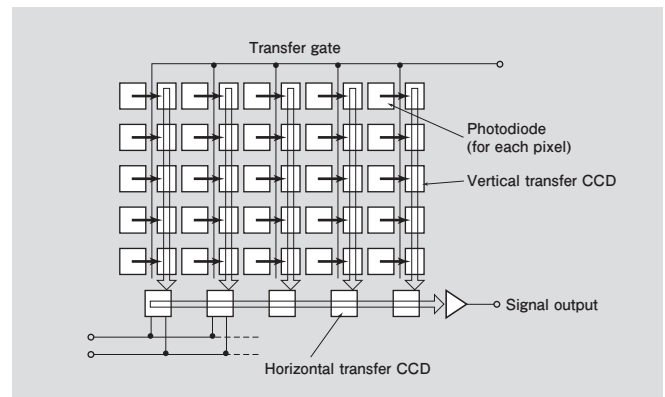 Transfer gate
Photodiode
(for each pixel)
Vertical transfer CCD
Signal output
Horizontal transfer CCD